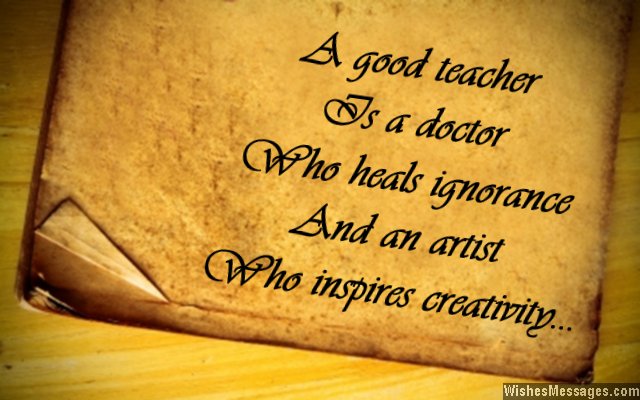 A good teacher
Is a doctor
Who heals ignorance
And an artist
Who inspires creativity...
WishesMessages.com